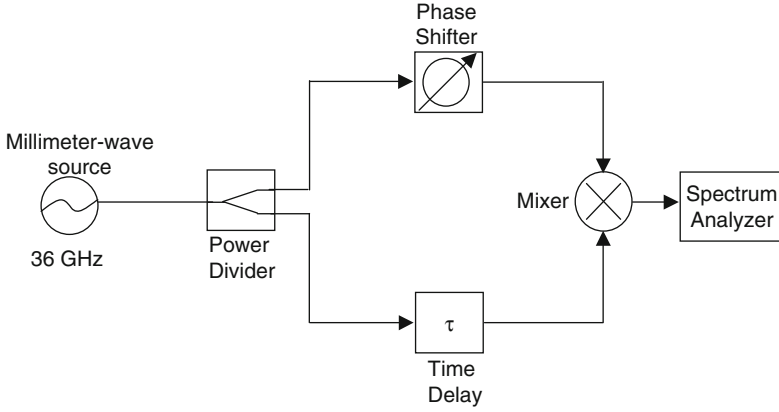 Phase
Shifter
Millimeter-wave
source
36 GHz
Power
Divider
Mixer
Spectrum
Analyzer
τ
Time
Delay